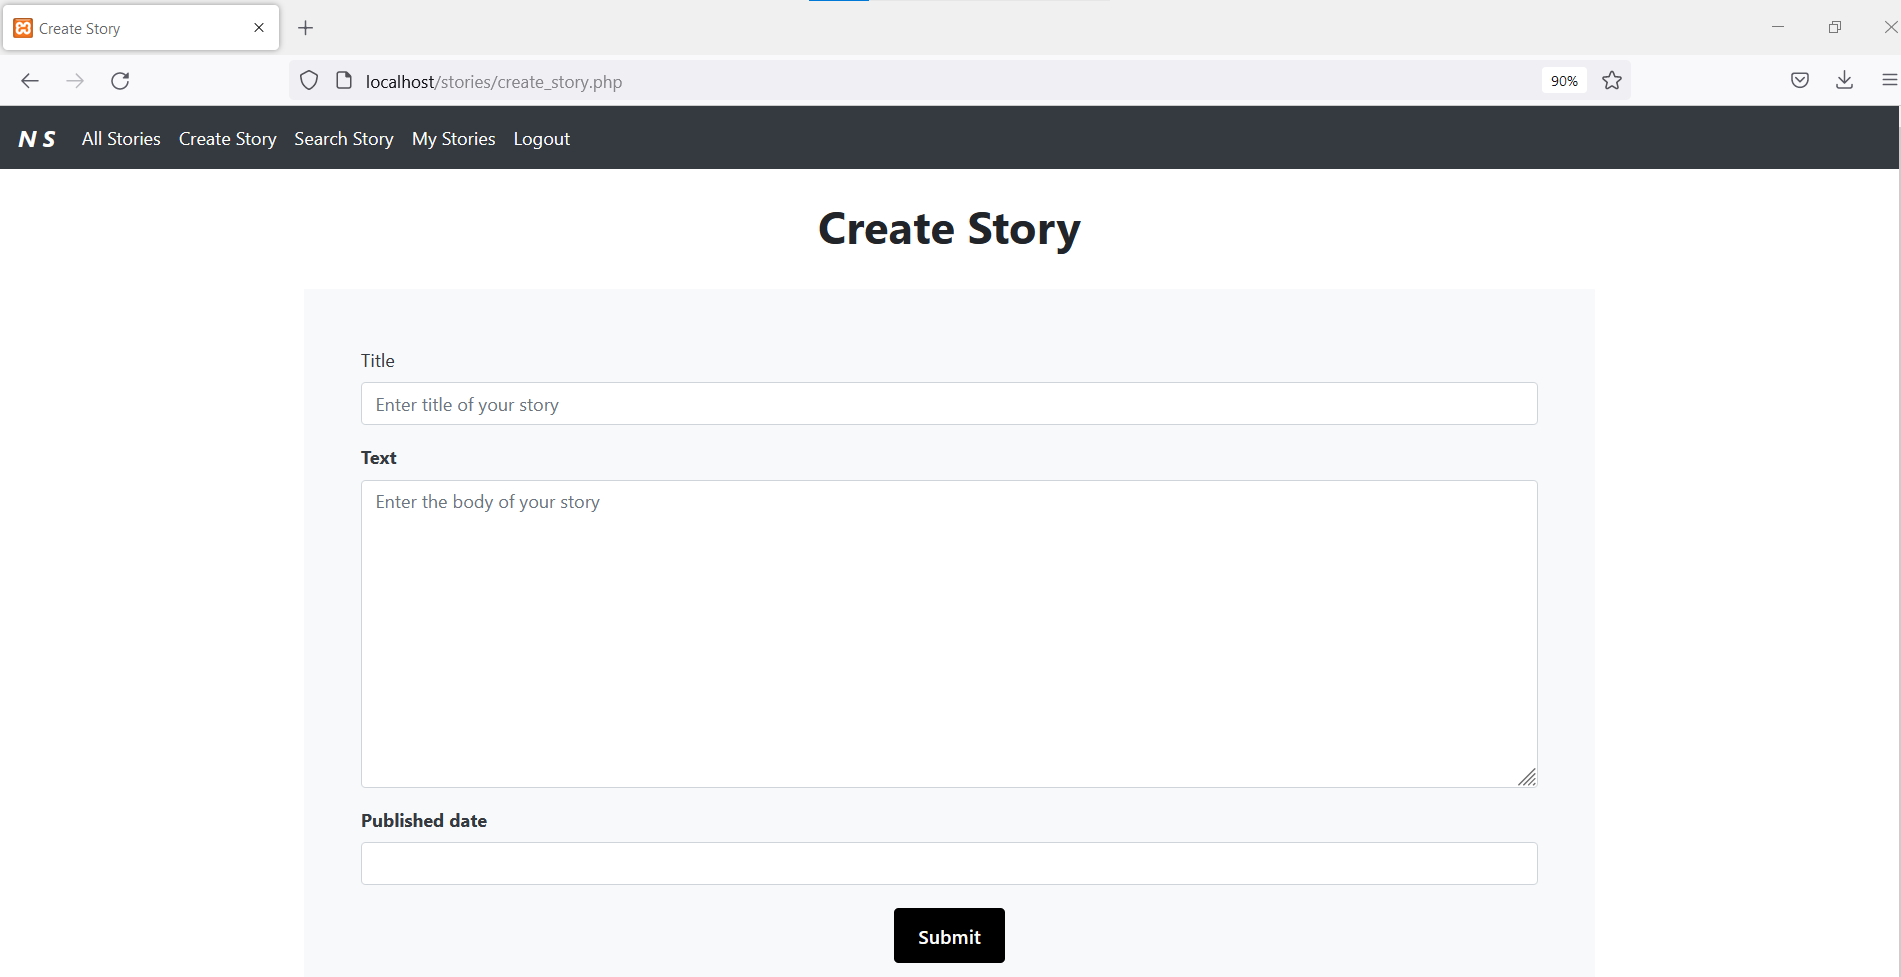 Create Story
localhost/stories/create_story.php 90%
N S All Stories Create Story Search Story My Stories Logout
Create Story
Title
Enter title of your story
Text
Enter the body of your story
Published date
Submit